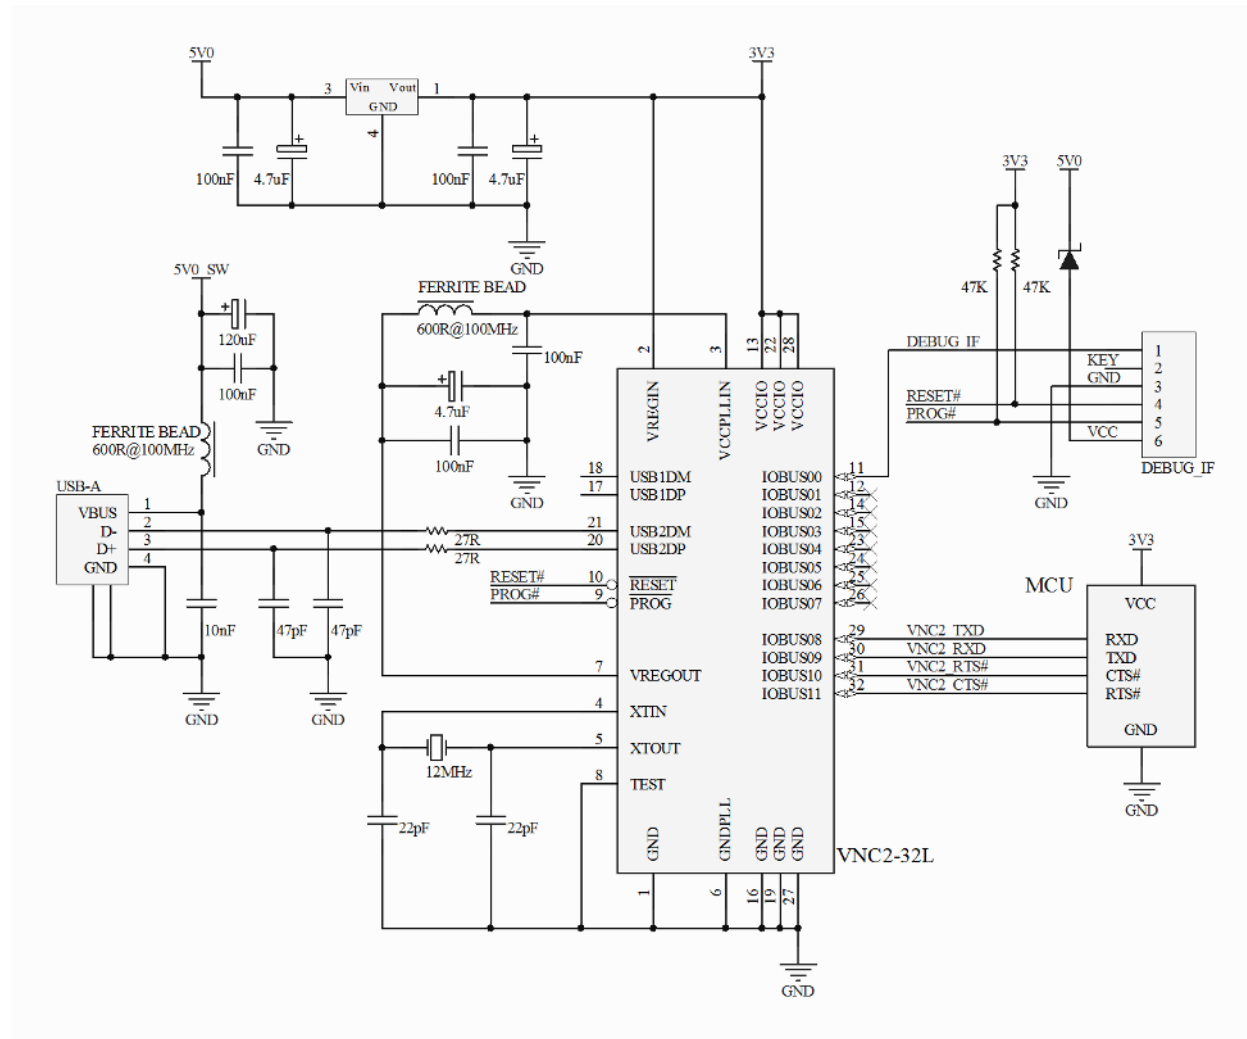 5V0
3V3
3
Vin
Vout
1
GND
4
100nF
4.7uF
100nF
4.7uF
GND
3V3
5V0
47K
47K
5V0_SW
120uF
100nF
GND
FERRITE BEAD
600R@100MHz
FERRITE BEAD
600R@100MHz
100nF
4.7uF
100nF
GND
2
3
13
22
28
VREGIN
VCCPLLIN
VCCIO
VCCIO
VCCIO
DEBUG_IF
KEY
GND
RESET#
PROG#
VCC
1
2
3
4
5
6
DEBUG_IF
GND
USB-A
VBUS
D-
D+
GND
1
2
3
4
27R
27R
10nF
47pF
47pF
GND
GND
RESET#
PROG#
18
17
21
20
10
9
7
4
5
8
USB1DM
USB1DP
USB2DM
USB2DP
RESET
PROG
VREGOUT
XTIN
XTOUT
TEST
12MHz
22pF
22pF
IOBUS00
IOBUS01
IOBUS02
IOBUS03
IOBUS04
IOBUS05
IOBUS06
IOBUS07
IOBUS08
IOBUS09
IOBUS10
IOBUS11
11
12
14
15
23
24
25
26
29
30
31
32
VNC2_TXD
VNC2_RXD
VNC2_RTS#
VNC2_CTS#
3V3
MCU
VCC
RXD
TXD
CTS#
RTS#
GND
GND
GND
GNDPLL
GND
GND
GND
VNC2-32L
1
6
16
19
27
GND